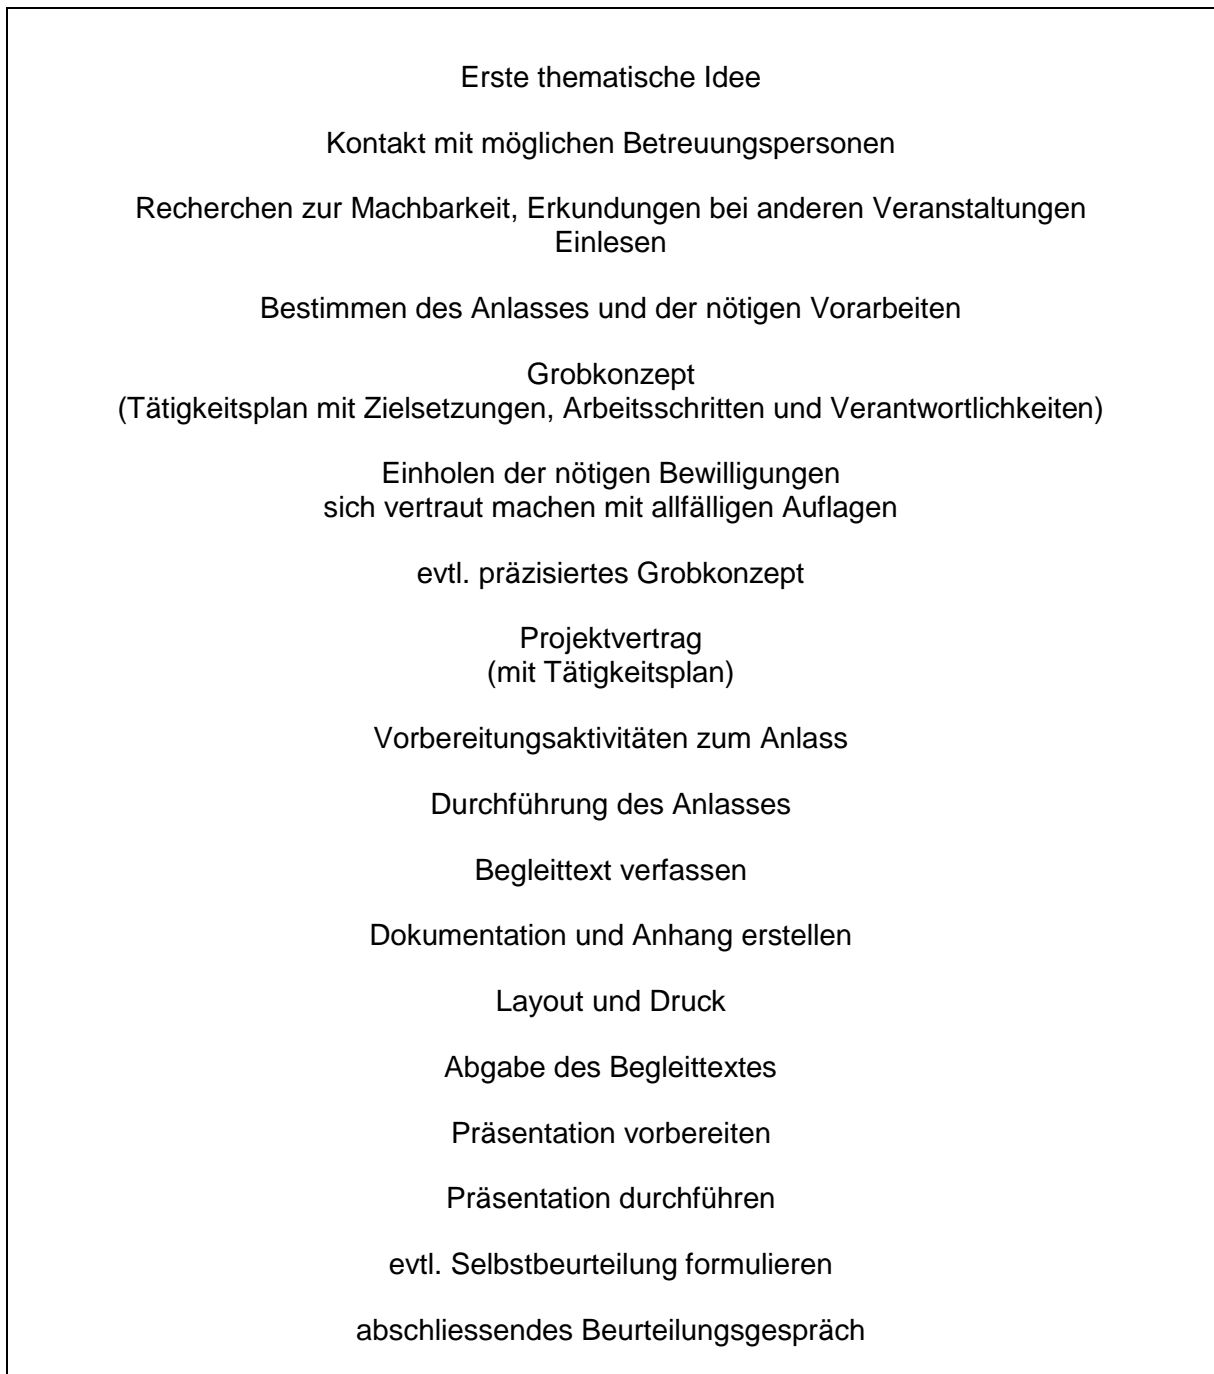 Erste thematische Idee
Kontakt mit möglichen Betreuungspersonen
Recherchen zur Machbarkeit, Erkundungen bei anderen Veranstaltungen
Einlesen
Bestimmen des Anlasses und der nötigen Vorarbeiten
Grobkonzept
(Tätigkeitsplan mit Zielsetzungen, Arbeitsschritten und Verantwortlichkeiten)
Einholen der nötigen Bewilligungen
sich vertraut machen mit allfälligen Auflagen
evtl. präzisiertes Grobkonzept
Projektvertrag
(mit Tätigkeitsplan)
Vorbereitungsaktivitäten zum Anlass
Durchführung des Anlasses
Begleittext verfassen
Dokumentation und Anhang erstellen
Layout und Druck
Abgabe des Begleittextes
Präsentation vorbereiten
Präsentation durchführen
evtl. Selbstbeurteilung formulieren
abschliessendes Beurteilungsgespräch